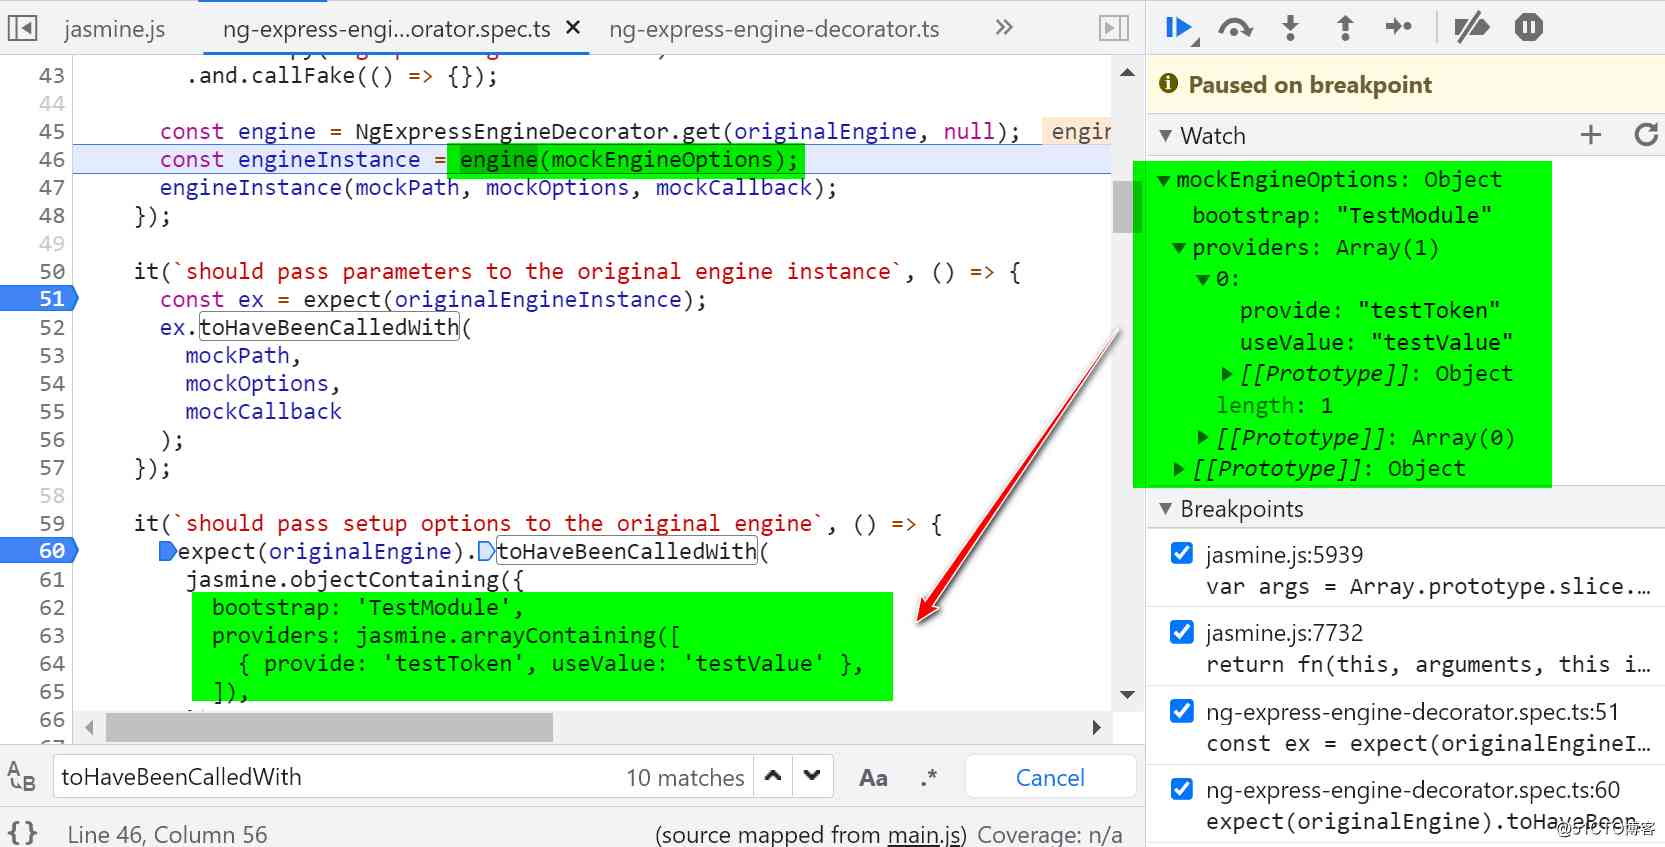 jasmine.js
ng-express-engi…orator.spec.ts ✕
ng-express-engine-decorator.ts
»
43 .and.callFake(() => {});
44
45 const engine = NgExpressEngineDecorator.get(originalEngine, null);
46 const engineInstance = engine(mockEngineOptions);
47 engineInstance(mockPath, mockOptions, mockCallback);
48 });
49
50 it(`should pass parameters to the original engine instance`, () => {
51 const ex = expect(originalEngineInstance);
52 ex.toHaveBeenCalledWith(
53 mockPath,
54 mockOptions,
55 mockCallback
56 );
57 });
58
59 it(`should pass setup options to the original engine`, () => {
60 expect(originalEngine).toHaveBeenCalledWith(
61 jasmine.objectContaining({
62 bootstrap: 'TestModule',
63 providers: jasmine.arrayContaining([
64 { provide: 'testToken', useValue: 'testValue' },
65 ]),
66
toHaveBeenCalledWith 10 matches Aa .* Cancel
{} Line 46, Column 56 (source mapped from main.js) Coverage: n/a
Paused on breakpoint
Watch
mockEngineOptions: Object
bootstrap: "TestModule"
providers: Array(1)
0:
provide: "testToken"
useValue: "testValue"
[[Prototype]]: Object
length: 1
[[Prototype]]: Array(0)
[[Prototype]]: Object
Breakpoints
jasmine.js:5939
var args = Array.prototype.slice.…
jasmine.js:7732
return fn(this, arguments, this i…
ng-express-engine-decorator.spec.ts:51
const ex = expect(originalEngineI…
ng-express-engine-decorator.spec.ts:60
expect(originalEngine).toHaveBeen…
@51CTO博客